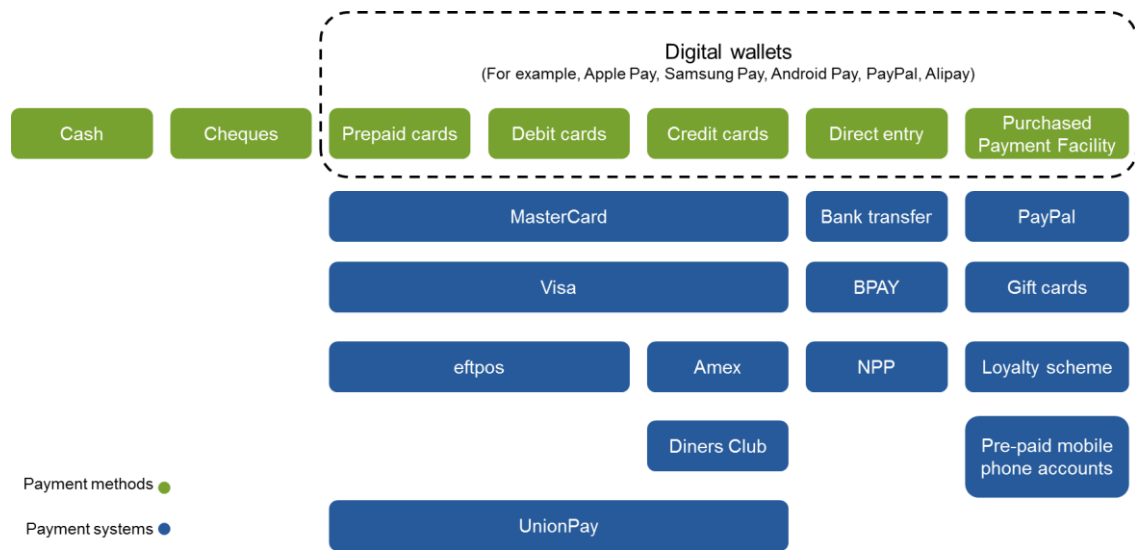 Digital wallets
(For example, Apple Pay, Samsung Pay, Android Pay, PayPal, Alipay)
Cash
Cheques
Prepaid cards
Debit cards
Credit cards
Direct entry
Purchased
Payment Facility
MasterCard
Bank transfer
PayPal
Visa
BPAY
Gift cards
eftpos
Amex
NPP
Loyalty scheme
Diners Club
Pre-paid mobile
phone accounts
Payment methods
Payment systems
UnionPay